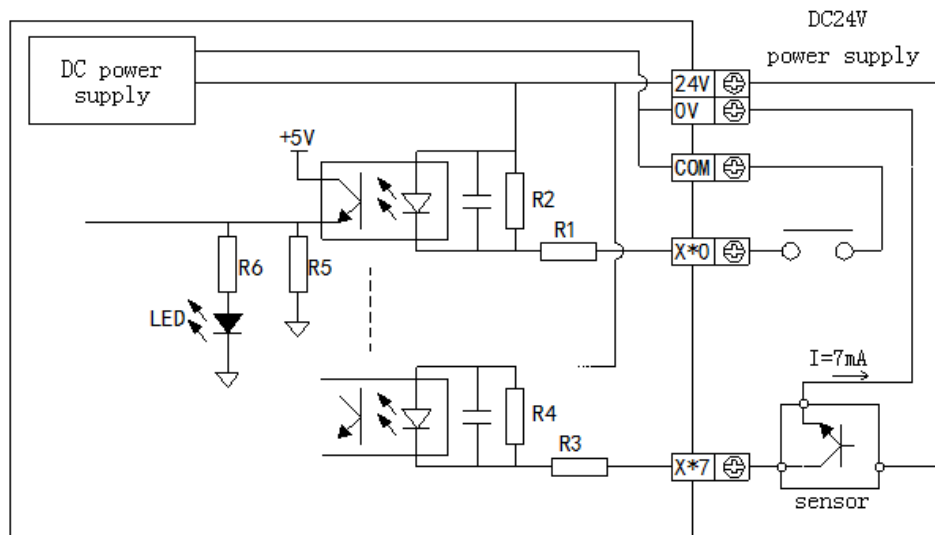 DC24V
power supply
DC power
supply
24V
0V
+5V
COM
R2
R1
X*0
R6
R5
LED
I=7mA
R4
R3
X*7
sensor